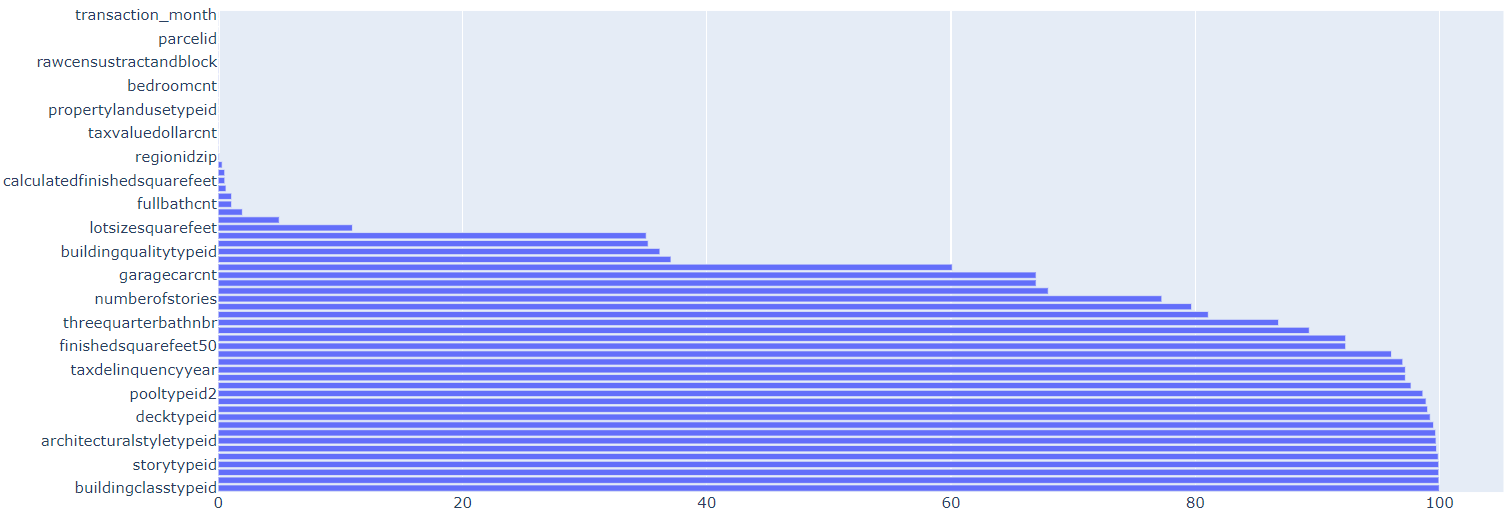 transaction_month
parcelid
rawcensustractandblock
bedroomcnt
propertylandusetypeid
taxvaluedollarcnt
regionidzip
calculatedfinishedsquarefeet
fullbathcnt
lotsizesquarefeet
buildingqualitytypeid
garagecarcnt
numberofstories
threequarterbathnbr
finishedsquarefeet50
taxdelinquencyyear
pooltypeid2
decktypeid
architecturalstyletypeid
storytypeid
buildingclasstypeid
0 20 40 60 80 100